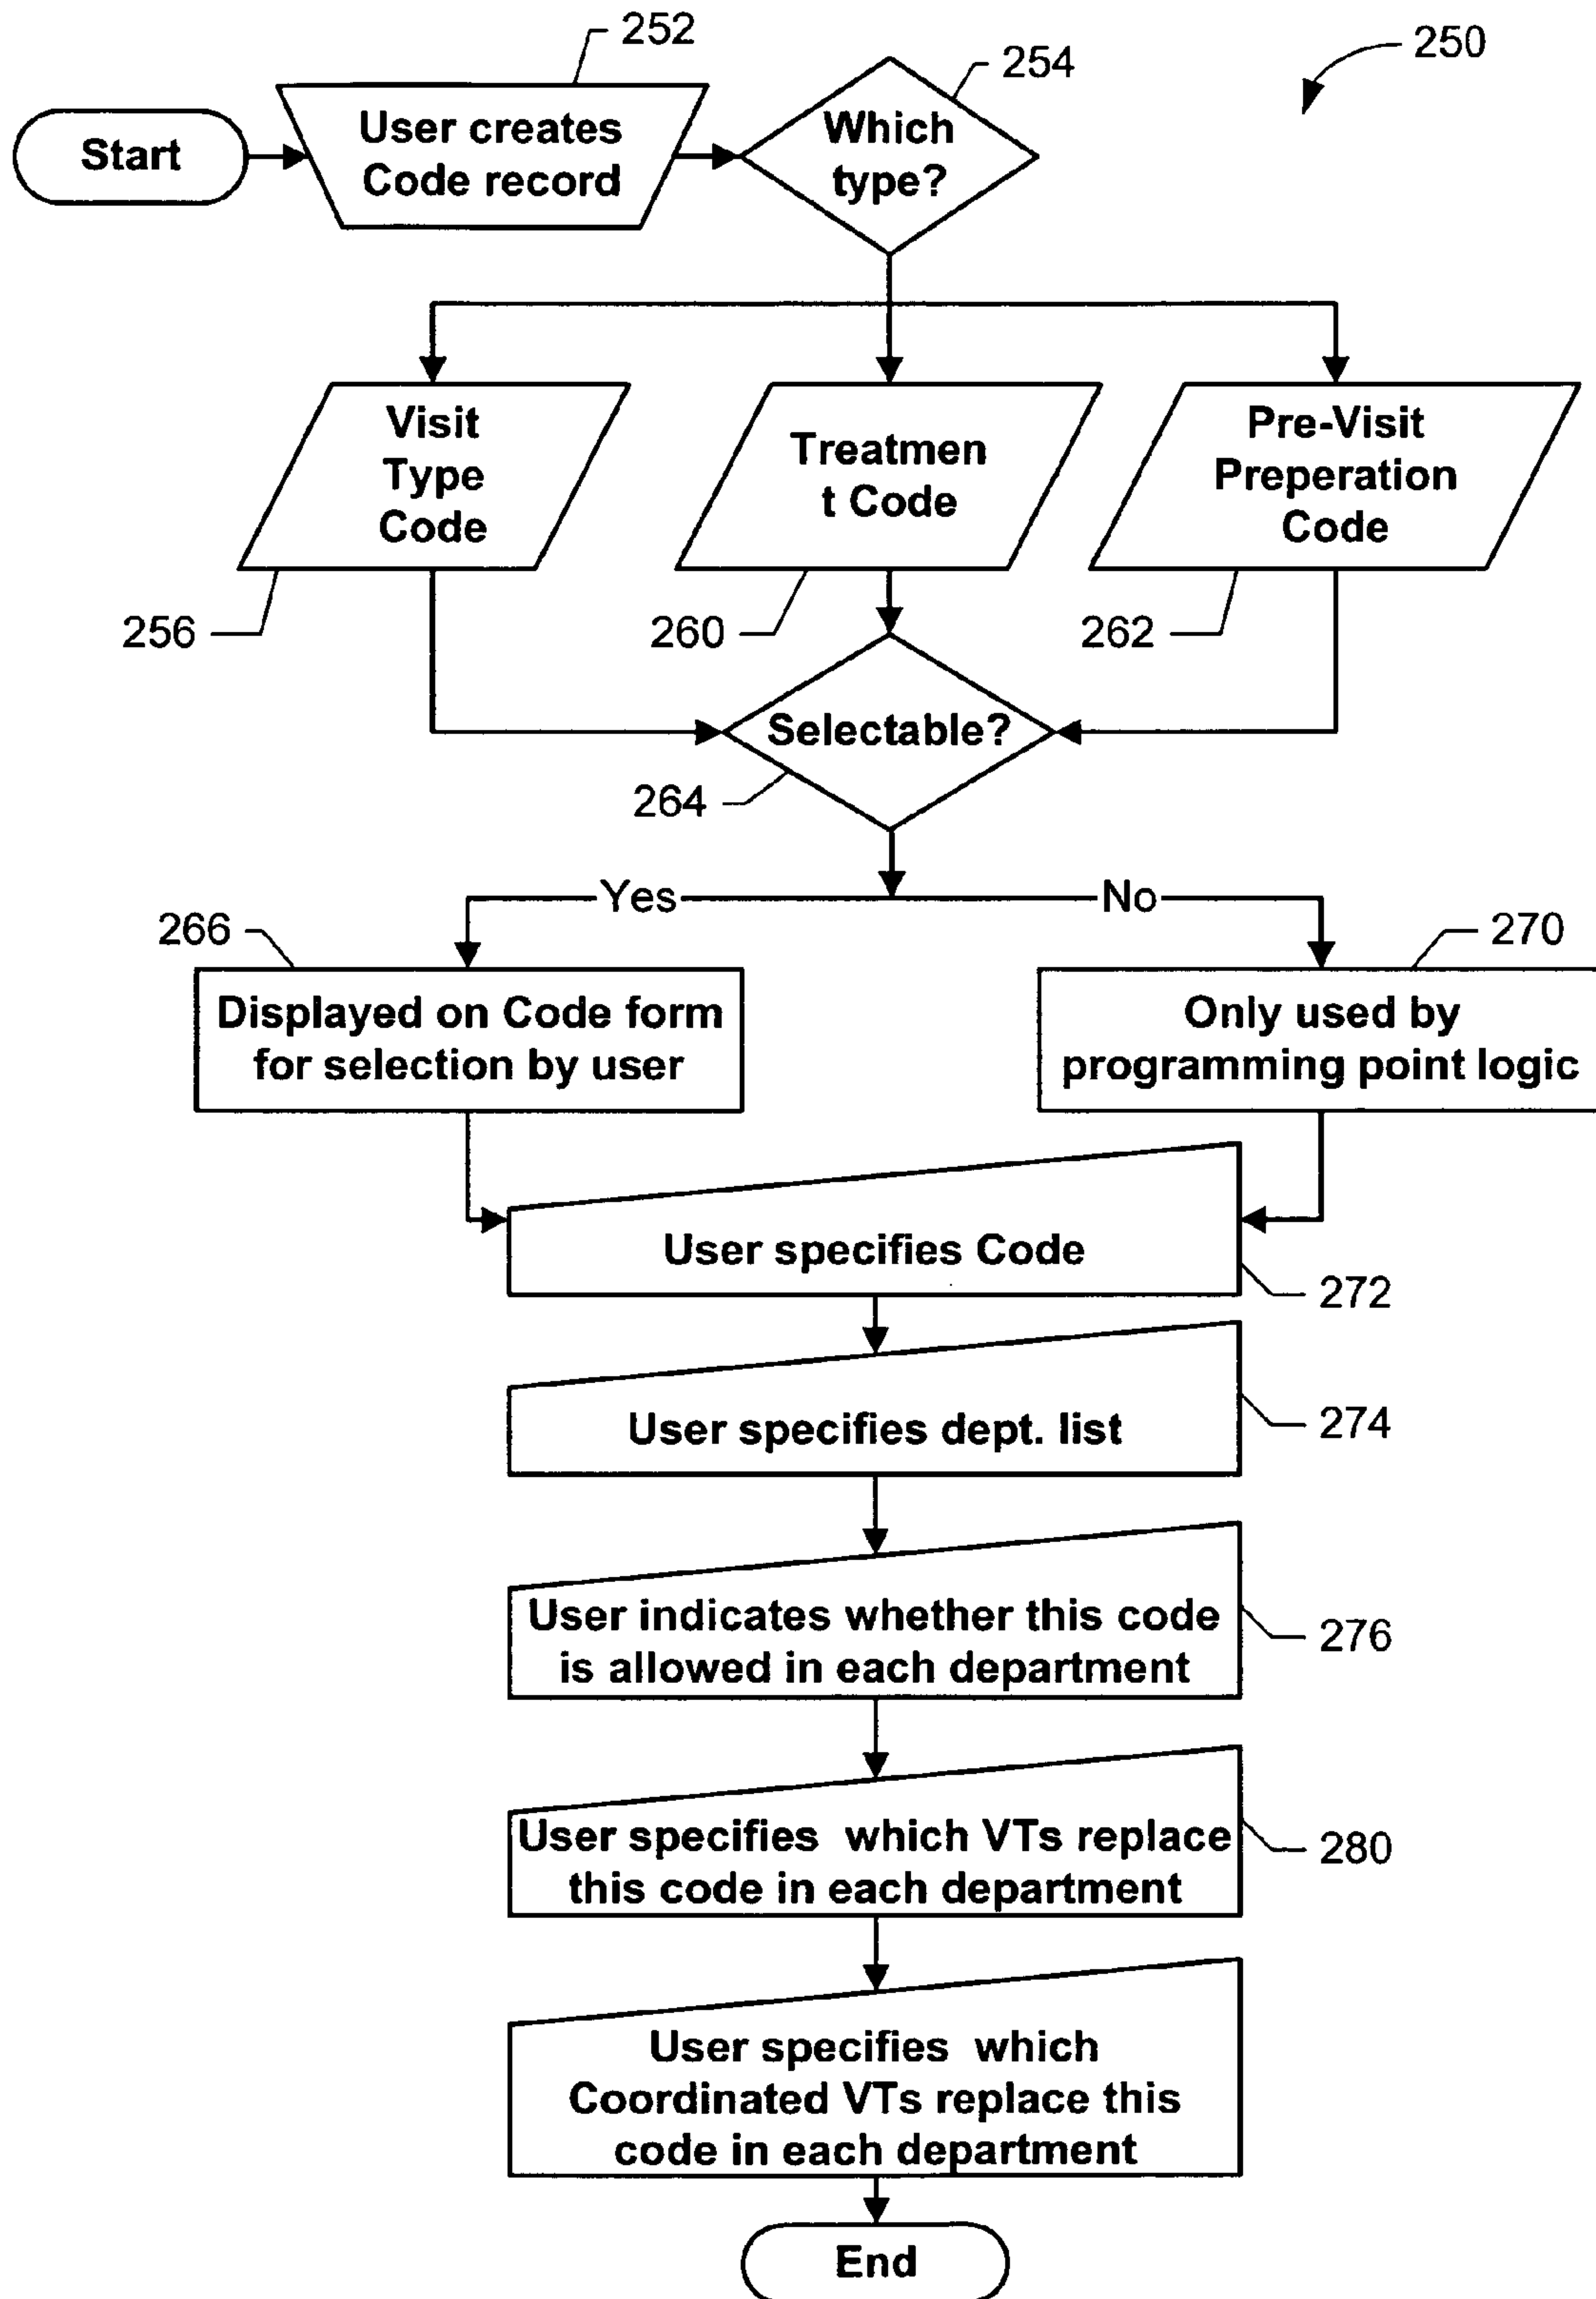 252
254
250
Start
User creates
Code record
Which
type?
Visit
Type
Code
Treatmen
t Code
Pre-Visit
Preperation
Code
256
260
262
Selectable?
264
Yes
No
266
270
Displayed on Code form
for selection by user
Only used by
programming point logic
User specifies Code
272
User specifies dept. list
274
User indicates whether this code
is allowed in each department
276
User specifies which VTs replace
this code in each department
280
User specifies which
Coordinated VTs replace this
code in each department
End